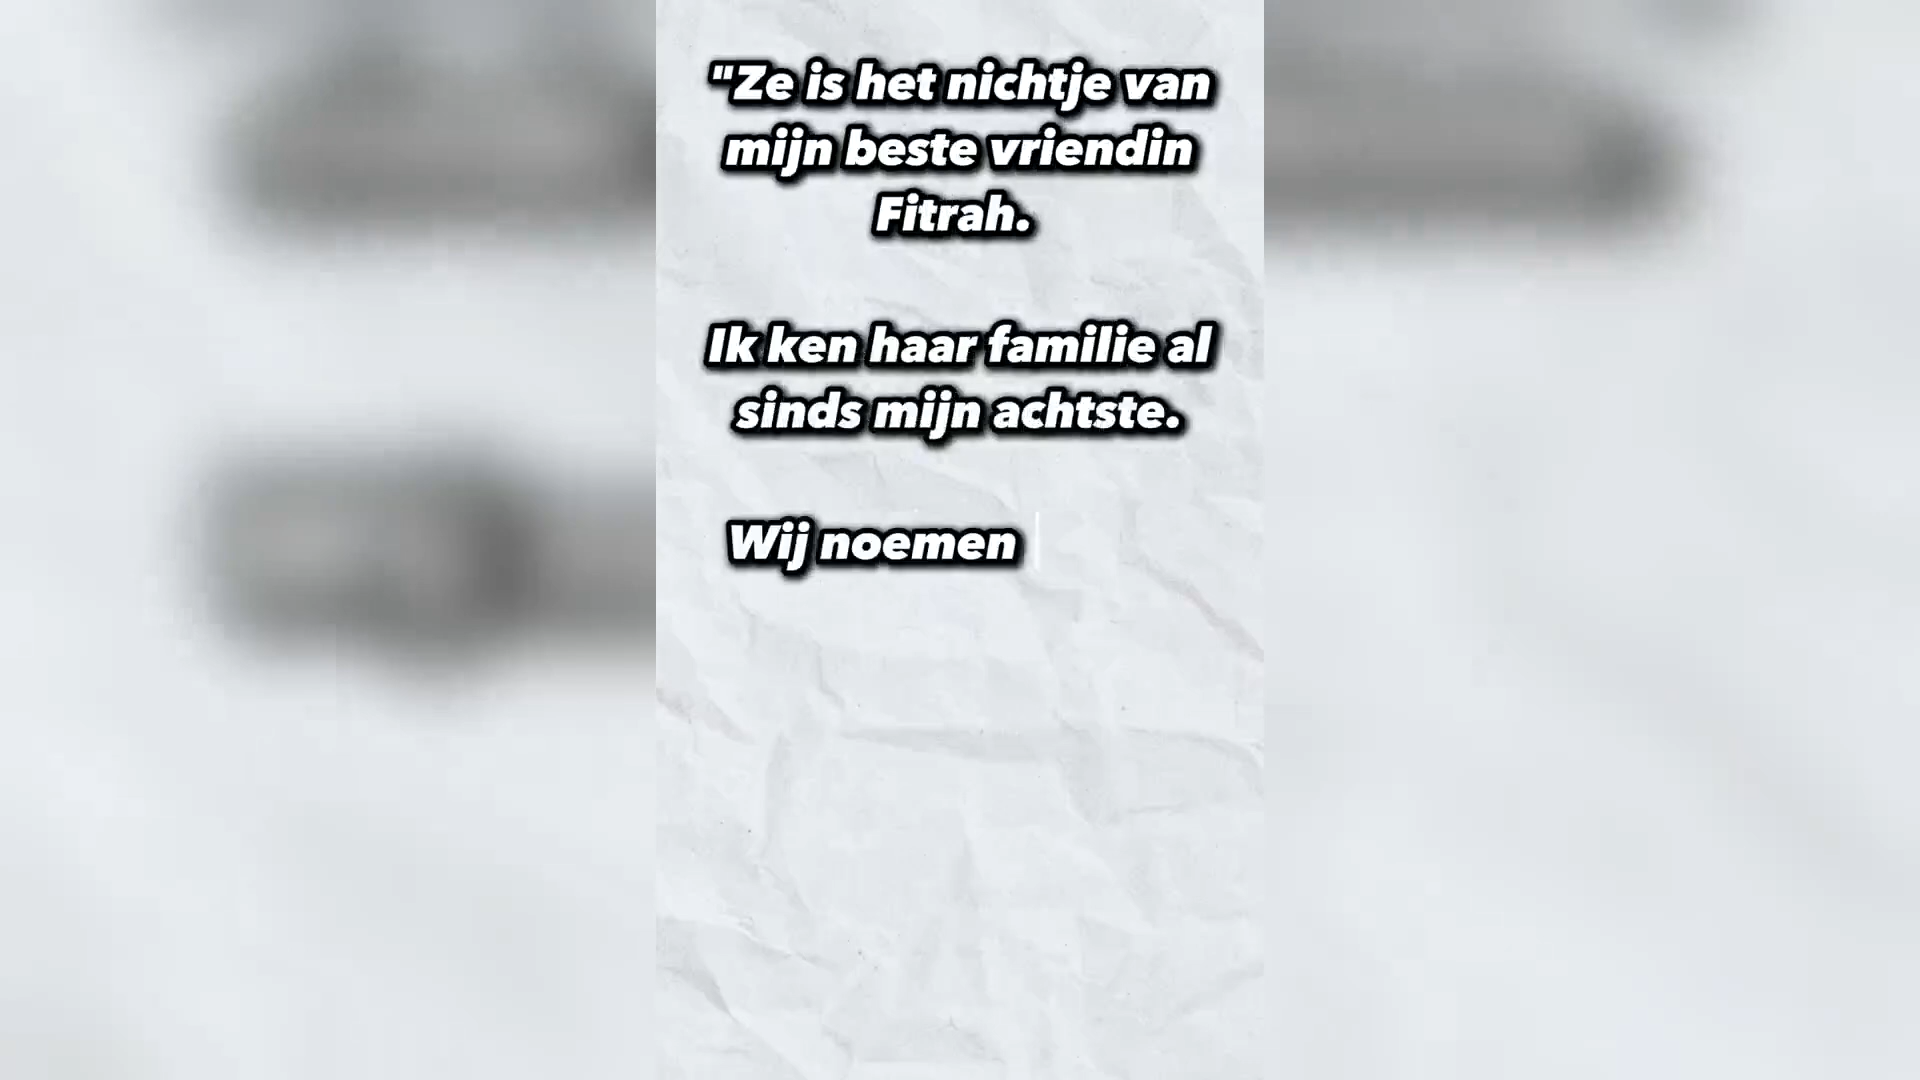 "Ze is het nichtje van
mijn beste vriendin
Fitrah.
Ik ken haar familie al
sinds mijn achtste.
Wij noemen